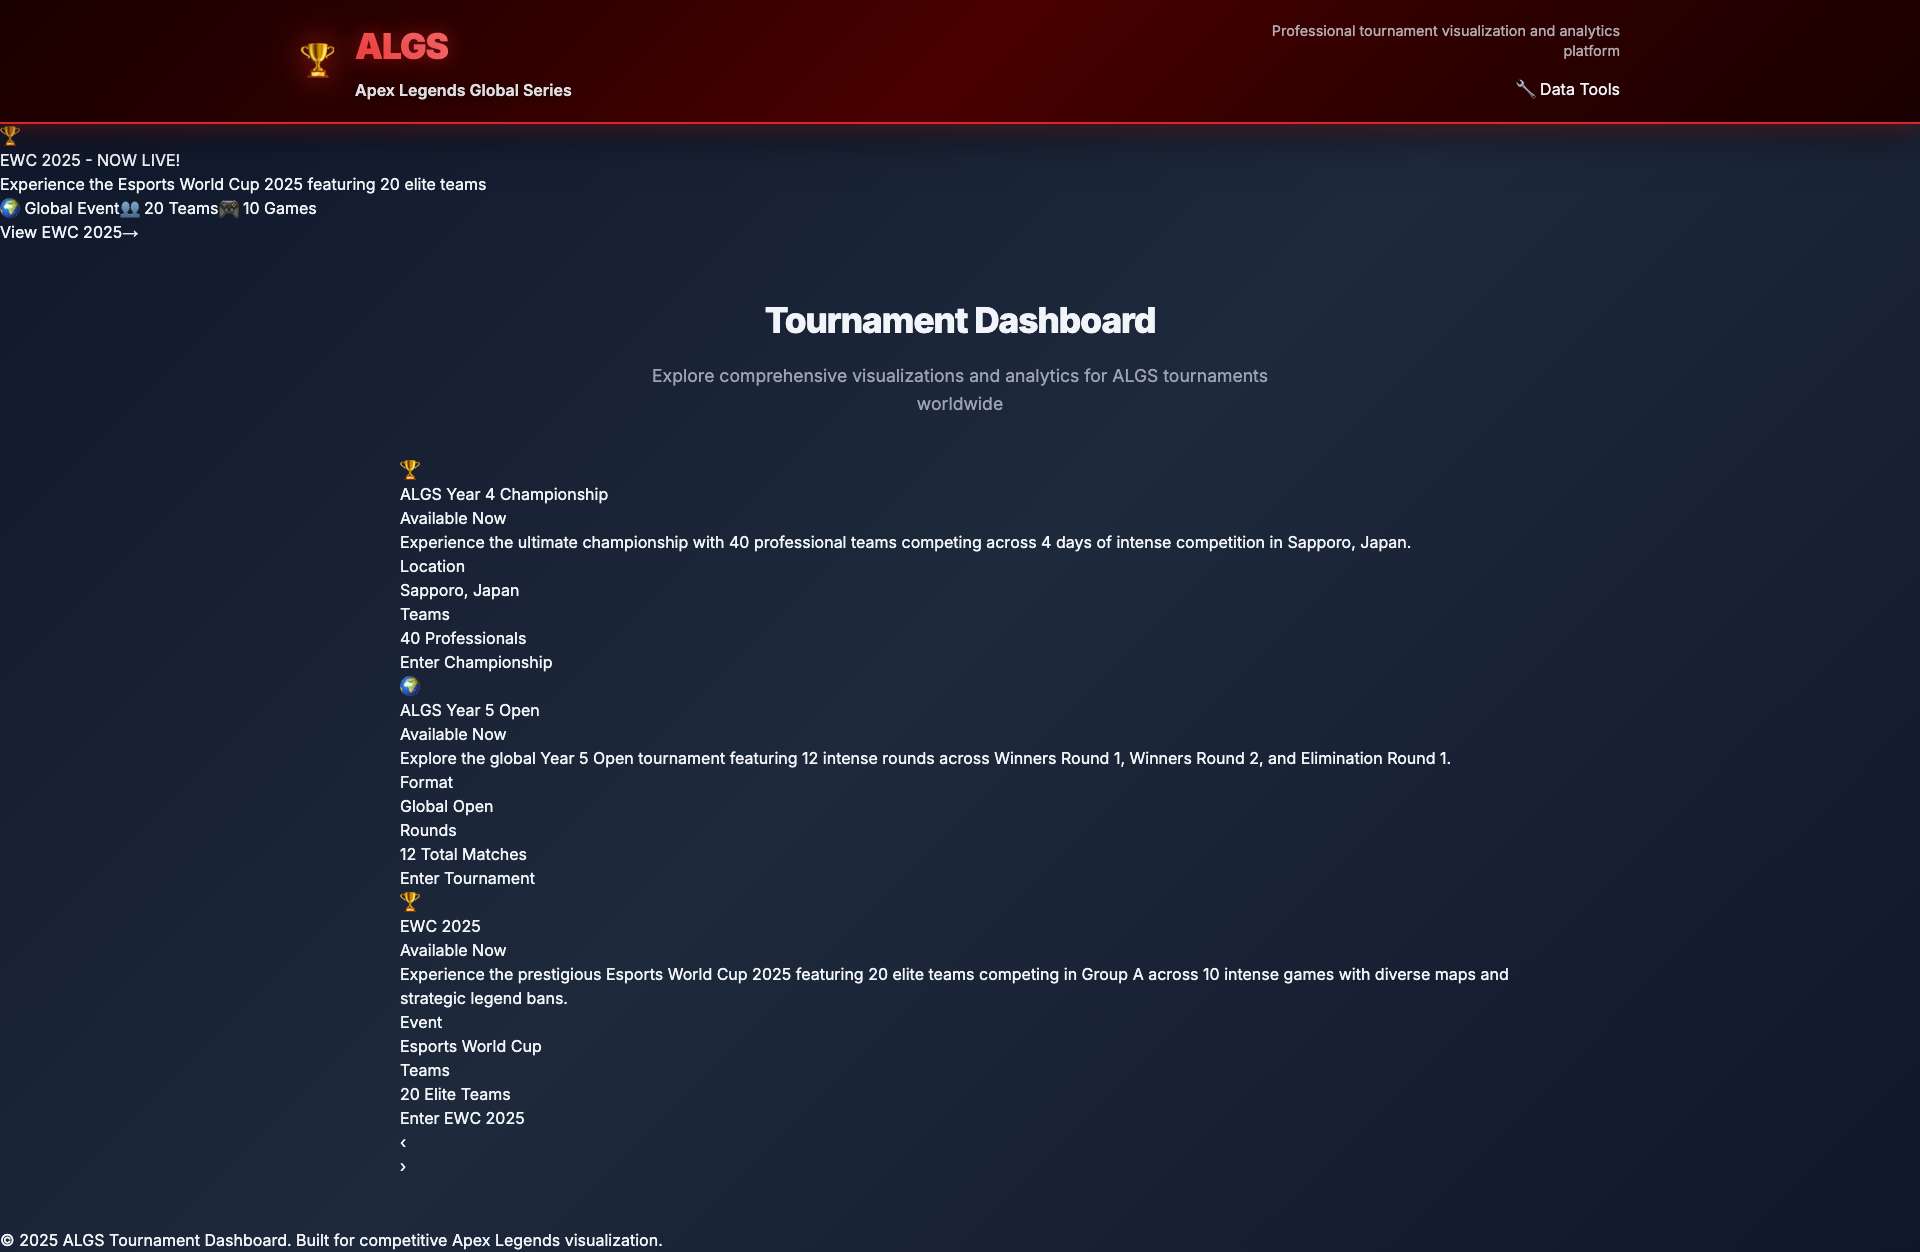 🏆 ALGS
Apex Legends Global Series
Professional tournament visualization and analytics
platform
🔧 Data Tools
🏆
EWC 2025 - NOW LIVE!
Experience the Esports World Cup 2025 featuring 20 elite teams
🌍 Global Event👥 20 Teams🎮 10 Games
View EWC 2025→
Tournament Dashboard
Explore comprehensive visualizations and analytics for ALGS tournaments
worldwide
🏆
ALGS Year 4 Championship
Available Now
Experience the ultimate championship with 40 professional teams competing across 4 days of intense competition in Sapporo, Japan.
Location
Sapporo, Japan
Teams
40 Professionals
Enter Championship
🌍
ALGS Year 5 Open
Available Now
Explore the global Year 5 Open tournament featuring 12 intense rounds across Winners Round 1, Winners Round 2, and Elimination Round 1.
Format
Global Open
Rounds
12 Total Matches
Enter Tournament
🏆
EWC 2025
Available Now
Experience the prestigious Esports World Cup 2025 featuring 20 elite teams competing in Group A across 10 intense games with diverse maps and
strategic legend bans.
Event
Esports World Cup
Teams
20 Elite Teams
Enter EWC 2025
‹
›
© 2025 ALGS Tournament Dashboard. Built for competitive Apex Legends visualization.